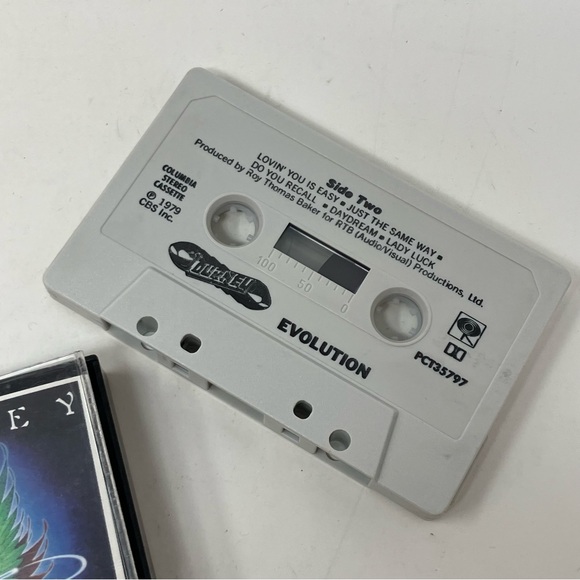 Side Two
LOVIN' YOU IS EASY • JUST THE SAME WAY •
DO YOU RECALL • DAYDREAM • LADY LUCK
Produced by Roy Thomas Baker for RTB (Audio/Visual) Productions, Ltd.
COLUMBIA
STEREO
CASSETTE
℗ 1979
CBS Inc.
100 50 0
JOURNEY
EVOLUTION
PCT35797
EY